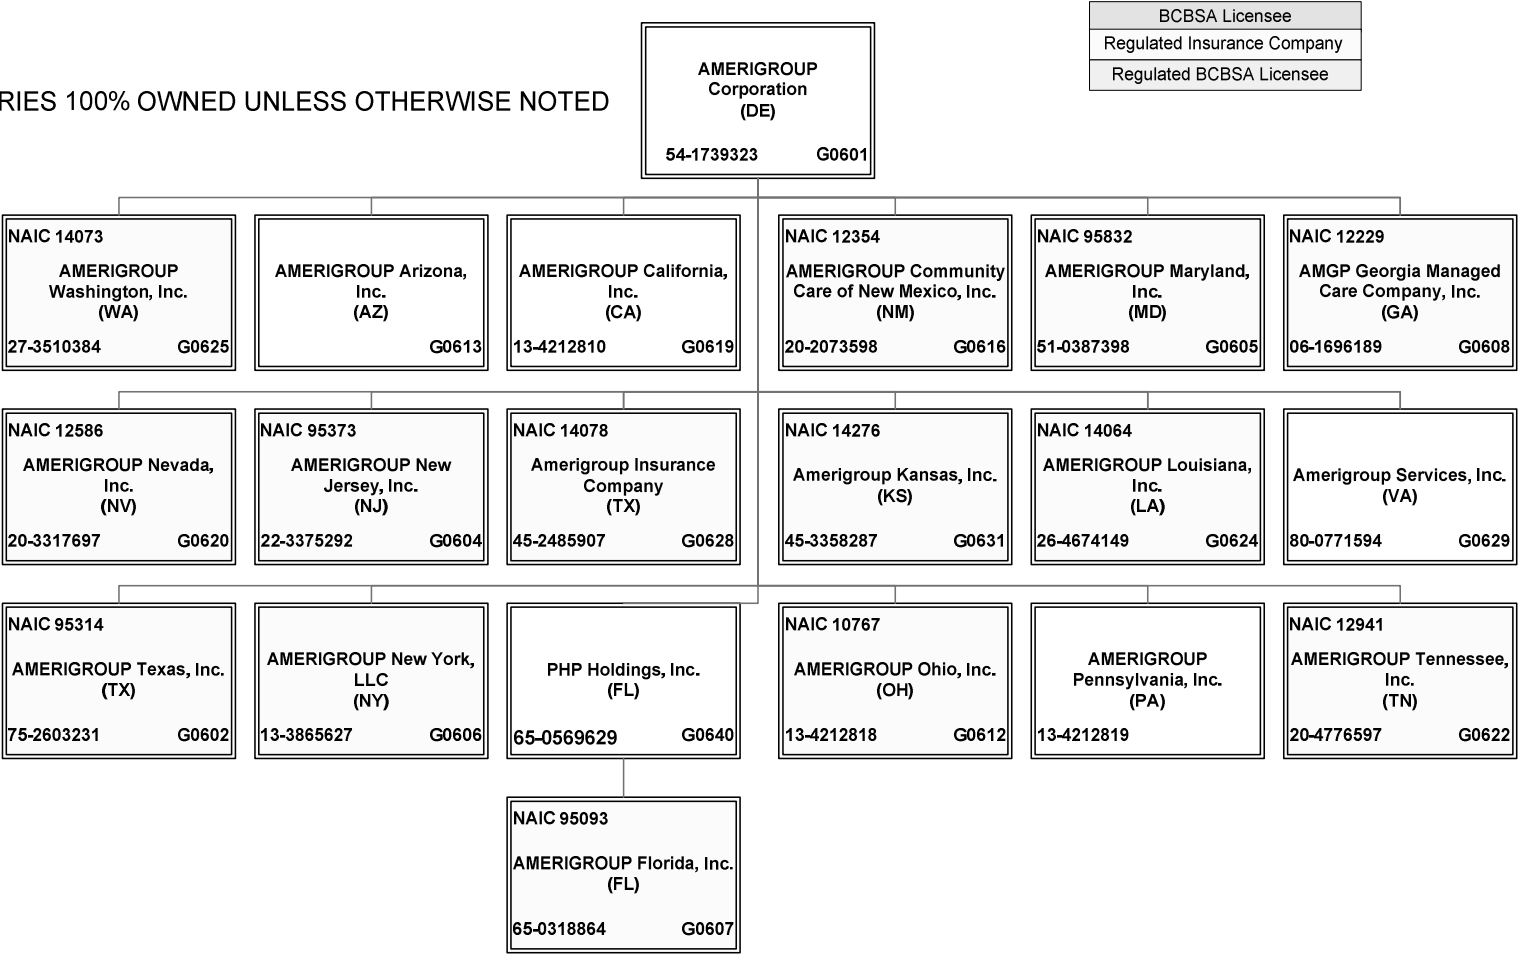 BCBSA Licensee
Regulated Insurance Company
Regulated BCBSA Licensee
RIES 100% OWNED UNLESS OTHERWISE NOTED
AMERIGROUP
Corporation
(DE)
54-1739323 G0601
NAIC 14073
AMERIGROUP
Washington, Inc.
(WA)
27-3510384 G0625
AMERIGROUP Arizona,
Inc.
(AZ)
G0613
AMERIGROUP California,
Inc.
(CA)
13-4212810 G0619
NAIC 12354
AMERIGROUP Community
Care of New Mexico, Inc.
(NM)
20-2073598 G0616
NAIC 95832
AMERIGROUP Maryland,
Inc.
(MD)
51-0387398 G0605
NAIC 12229
AMGP Georgia Managed
Care Company, Inc.
(GA)
06-1696189 G0608
NAIC 12586
AMERIGROUP Nevada,
Inc.
(NV)
20-3317697 G0620
NAIC 95373
AMERIGROUP New
Jersey, Inc.
(NJ)
22-3375292 G0604
NAIC 14078
Amerigroup Insurance
Company
(TX)
45-2485907 G0628
NAIC 14276
Amerigroup Kansas, Inc.
(KS)
45-3358287 G0631
NAIC 14064
AMERIGROUP Louisiana,
Inc.
(LA)
26-4674149 G0624
Amerigroup Services, Inc.
(VA)
80-0771594 G0629
NAIC 95314
AMERIGROUP Texas, Inc.
(TX)
75-2603231 G0602
AMERIGROUP New York,
LLC
(NY)
13-3865627 G0606
PHP Holdings, Inc.
(FL)
65-0569629 G0640
NAIC 10767
AMERIGROUP Ohio, Inc.
(OH)
13-4212818 G0612
AMERIGROUP
Pennsylvania, Inc.
(PA)
13-4212819
NAIC 12941
AMERIGROUP Tennessee,
Inc.
(TN)
20-4776597 G0622
NAIC 95093
AMERIGROUP Florida, Inc.
(FL)
65-0318864 G0607